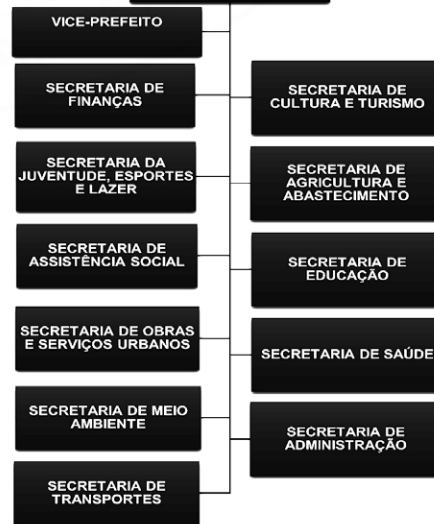 VICE-PREFEITO
SECRETARIA DE
FINANÇAS
SECRETARIA DE
CULTURA E TURISMO
SECRETARIA DA
JUVENTUDE, ESPORTES
E LAZER
SECRETARIA DE
AGRICULTURA E
ABASTECIMENTO
SECRETARIA DE
ASSISTÊNCIA SOCIAL
SECRETARIA DE
EDUCAÇÃO
SECRETARIA DE OBRAS
E SERVIÇOS URBANOS
SECRETARIA DE SAÚDE
SECRETARIA DE MEIO
AMBIENTE
SECRETARIA DE
ADMINISTRAÇÃO
SECRETARIA DE
TRANSPORTES